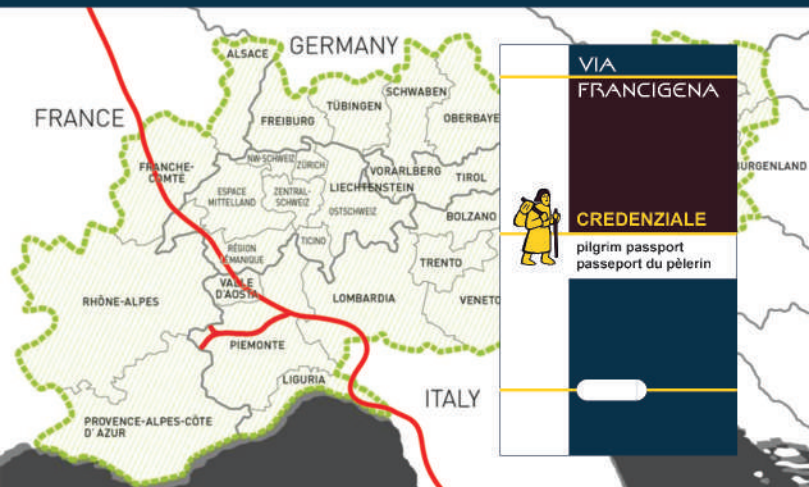 GERMANY
ALSACE
FRANCE
SCHWABEN
TÜBINGEN
FREIBURG
OBERBAYE
FRANCHE-
COMTÉ
NW-SCHWEIZ
ZÜRICH
VORARLBERG
TIROL
ESPACE
MITTELLAND
ZENTRAL-
SCHWEIZ
LIECHTENSTEIN
OSTSCHWEIZ
BOLZANO
RÉGION
LÉMANIQUE
TICINO
TRENTO
VALLE
D'AOSTA
RHÔNE-ALPES
LOMBARDIA
VENETO
PIEMONTE
LIGURIA
ITALY
PROVENCE-ALPES-CÔTE
D'AZUR
VIA
FRANCIGENA
CREDENZIALE
pilgrim passport
passeport du pèlerin
URGENLAND